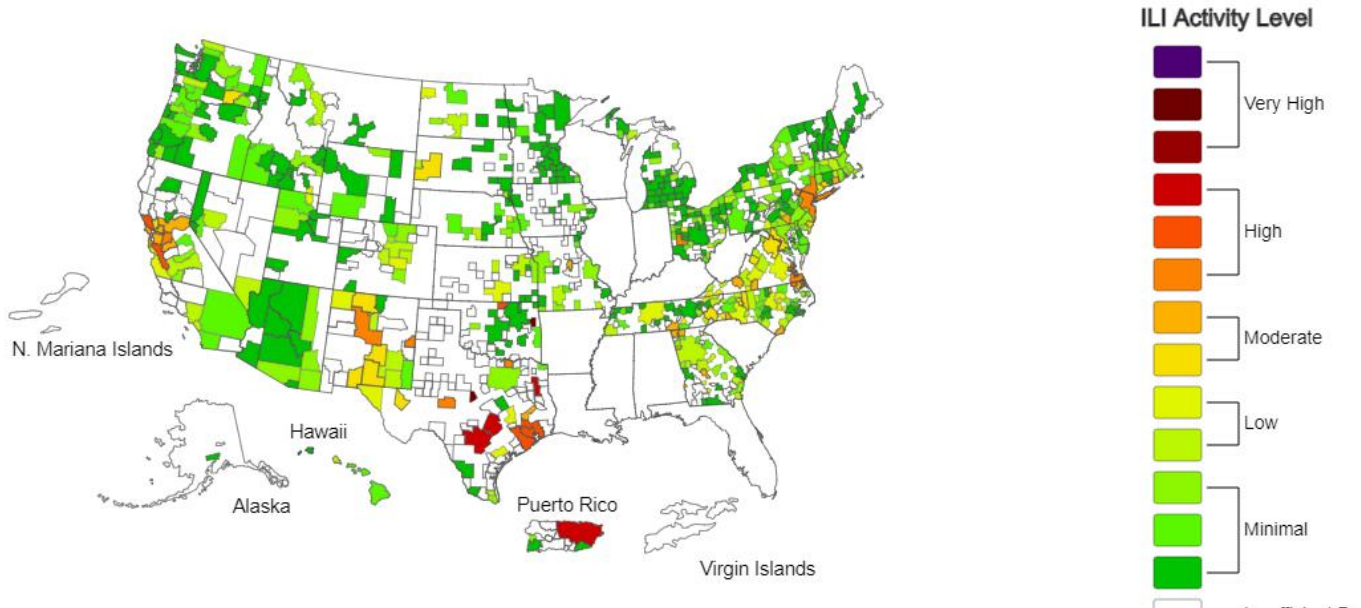 ILI Activity Level
Very High
High
Moderate
Low
Minimal
N. Mariana Islands
Hawaii
Alaska
Puerto Rico
Virgin Islands